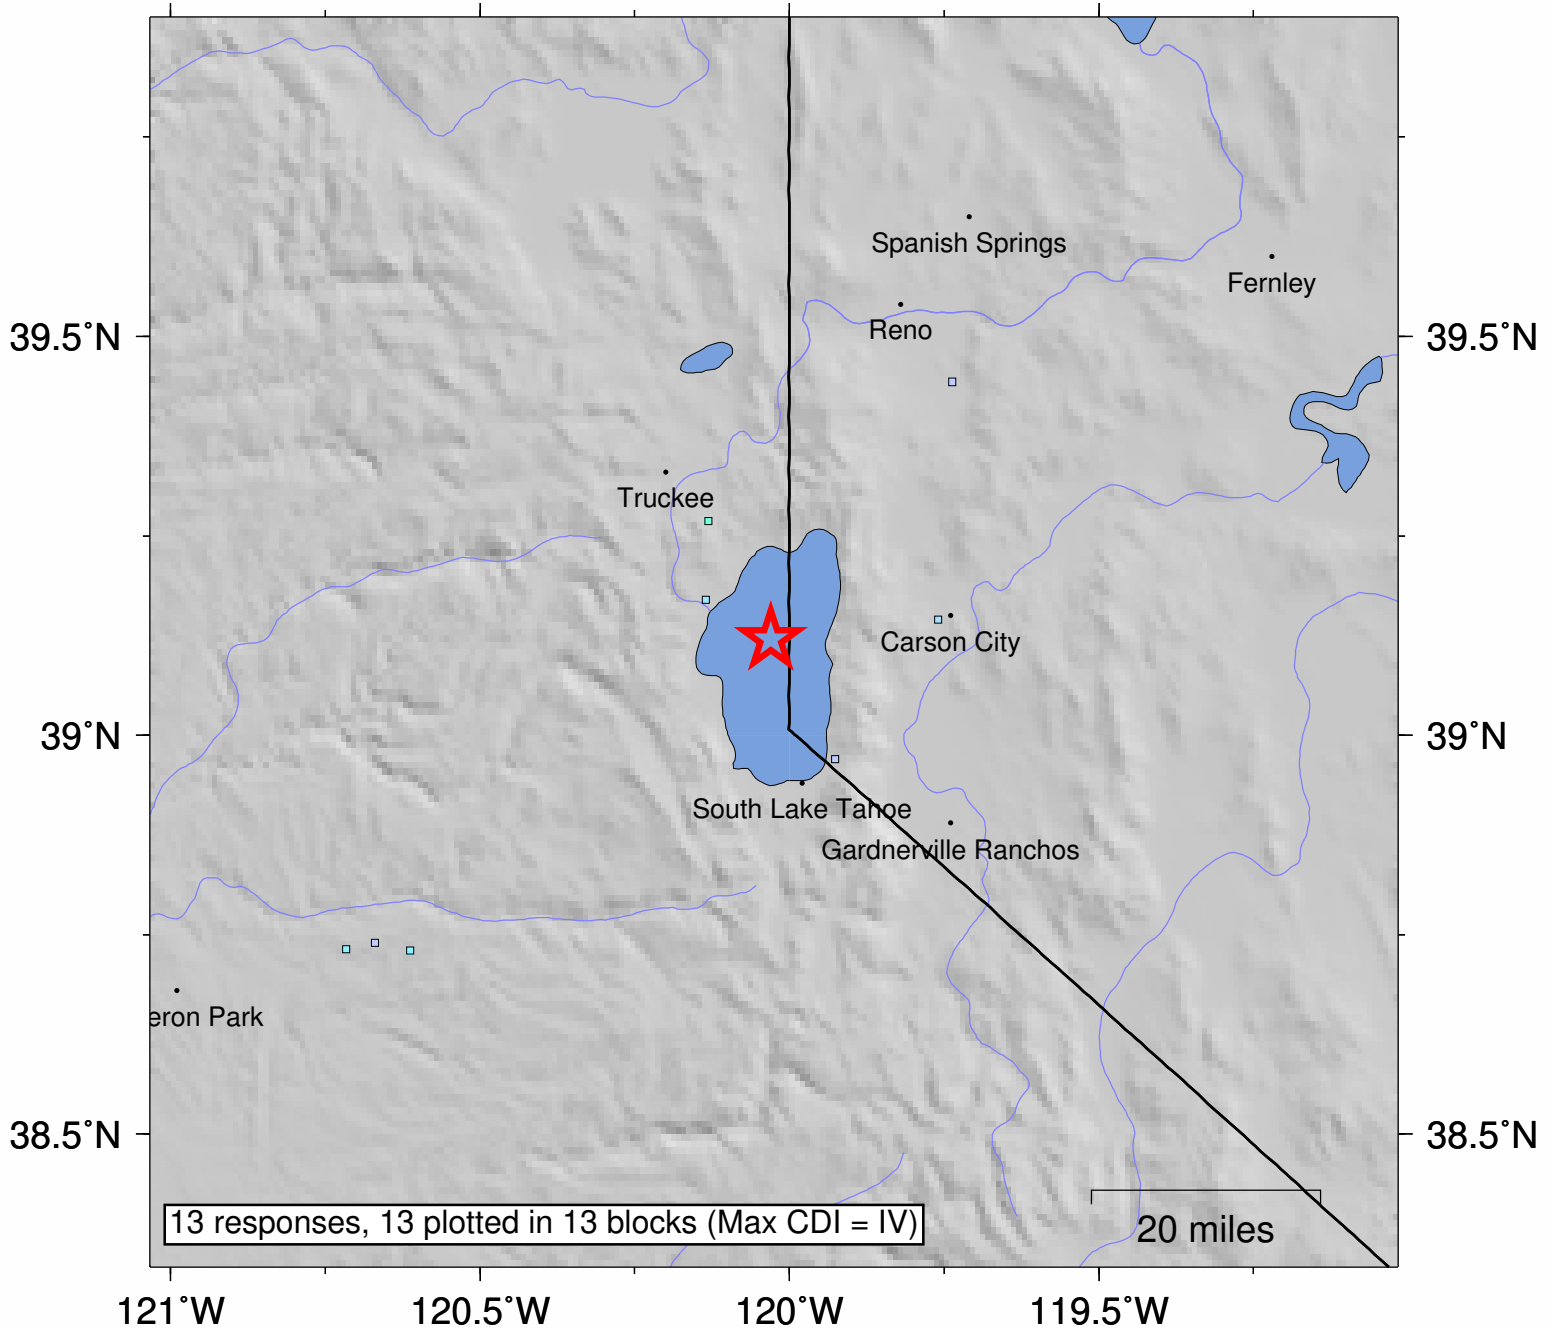 Spanish Springs
Fernley
Reno
39.5°N
39.5°N
Truckee
Carson City
39°N
39°N
South Lake Tahoe
Gardnerville Ranchos
eron Park
38.5°N
38.5°N
13 responses, 13 plotted in 13 blocks (Max CDI = IV)
20 miles
121°W
120.5°W
120°W
119.5°W